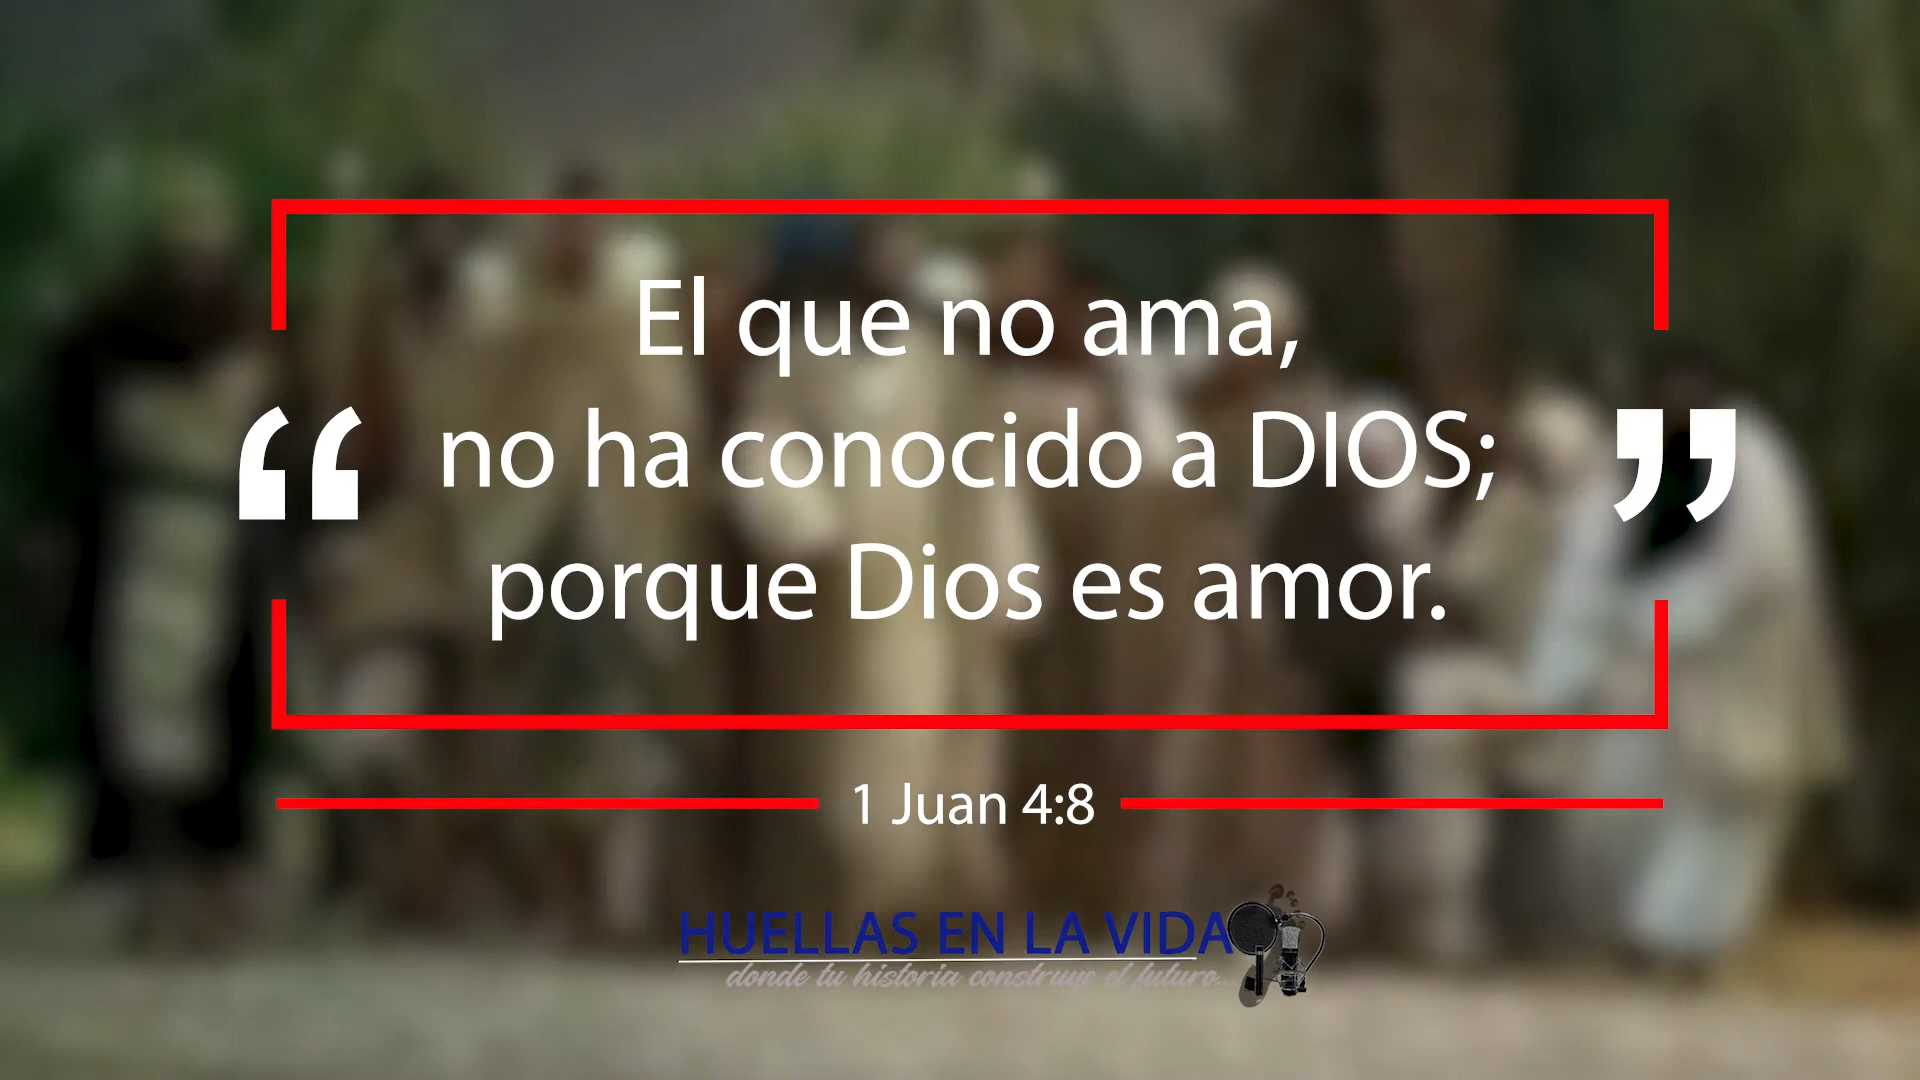 El que no ama,
“ no ha conocido a DIOS; ”
porque Dios es amor.
1 Juan 4:8
HUELLAS EN LA VIDA
donde tu historia construye el futuro...